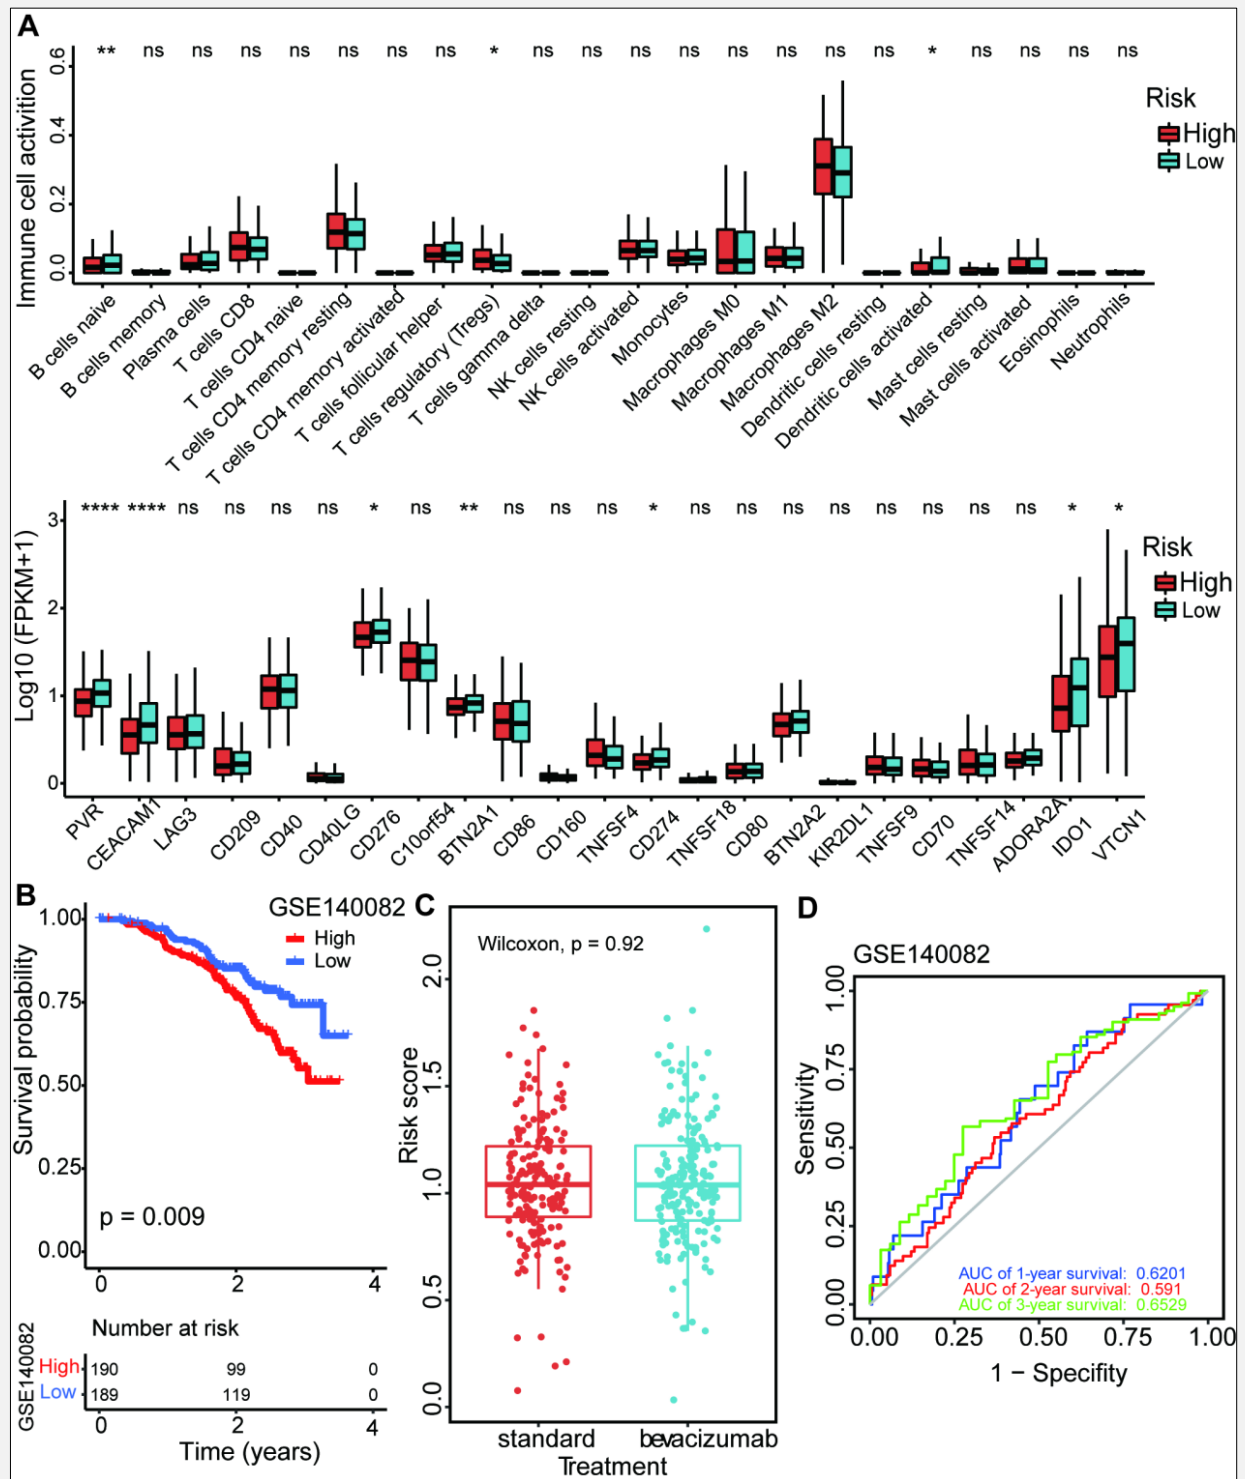 A
** ns ns ns ns ns ns ns * ns ns ns ns ns ns ns ns * ns ns ns ns
Immune cell activition
0.6
0.4
0.2
0.0
Risk
High
Low
B cells naive
B cells memory
Plasma cells
T cells CD8
T cells CD4 naive
T cells CD4 memory resting
T cells CD4 memory activated
T cells follicular helper
T cells regulatory (Tregs)
T cells gamma delta
NK cells resting
NK cells activated
Monocytes
Macrophages M0
Macrophages M1
Macrophages M2
Dendritic cells resting
Dendritic cells activated
Mast cells resting
Mast cells activated
Eosinophils
Neutrophils
**** **** ns ns ns ns * ns ** ns ns ns * ns ns ns ns ns ns ns ns * *
Log10 (FPKM+1)
3
2
1
0
Risk
High
Low
PVR
CEACAM1
LAG3
CD209
CD40
CD40LG
CD276
C10orf54
BTN2A1
CD86
CD160
TNFSF4
CD274
TNFSF18
CD80
BTN2A2
KIR2DL1
TNFSF9
CD70
TNFSF14
ADORA2A
IDO1
VTCN1
B
GSE140082
High
Low
Survival probability
1.00
0.75
0.50
0.25
0.00
p = 0.009
0 2 4
Number at risk
GSE140082
High 190 99 0
Low 189 119 0
0 2 4
Time (years)
C
Wilcoxon, p = 0.92
Risk score
2.0
1.5
1.0
0.5
0.0
standard bevacizumab
Treatment
D
GSE140082
Sensitivity
1.00
0.75
0.50
0.25
0.00
AUC of 1-year survival: 0.6201
AUC of 2-year survival: 0.591
AUC of 3-year survival: 0.6529
0.00 0.25 0.50 0.75 1.00
1 − Specifity